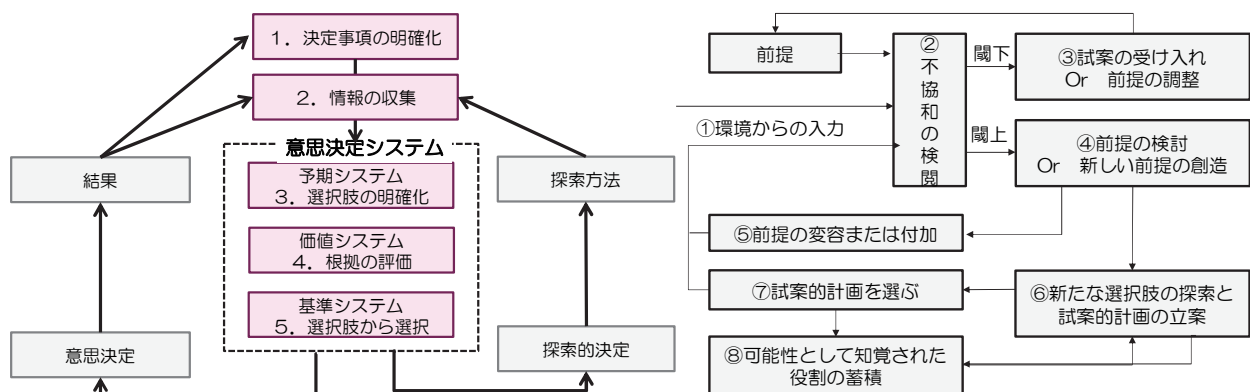 1．決定事項の明確化
2．情報の収集
意思決定システム
予期システム
3．選択肢の明確化
価値システム
4．根拠の評価
基準システム
5．選択肢から選択
結果
意思決定
探索方法
探索的決定
前提
①環境からの入力
②不協和の検閲
閾下
閾上
③試案の受け入れ
Or　前提の調整
④前提の検討
Or　新しい前提の創造
⑤前提の変容または付加
⑦試案的計画を選ぶ
⑥新たな選択肢の探索と
試案的計画の立案
⑧可能性として知覚された
役割の蓄積